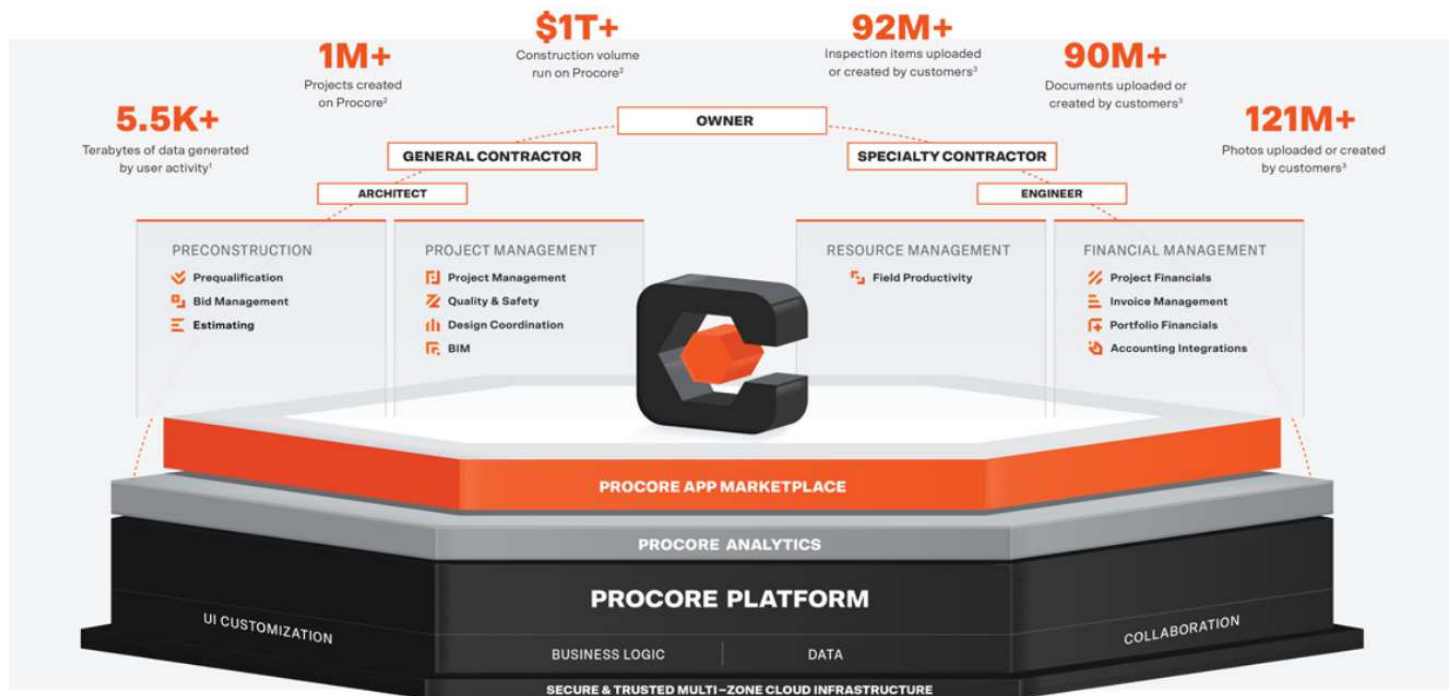 $1T+
Construction volume
run on Procore²
92M+
Inspection items uploaded
or created by customers³
1M+
Projects created
on Procore²
90M+
Documents uploaded or
created by customers³
5.5K+
Terabytes of data generated
by user activity¹
121M+
Photos uploaded or created
by customers³
OWNER
GENERAL CONTRACTOR
SPECIALTY CONTRACTOR
ARCHITECT
ENGINEER
PRECONSTRUCTION
Prequalification
Bid Management
Estimating
PROJECT MANAGEMENT
Project Management
Quality & Safety
Design Coordination
BIM
RESOURCE MANAGEMENT
Field Productivity
FINANCIAL MANAGEMENT
Project Financials
Invoice Management
Portfolio Financials
Accounting Integrations
PROCORE APP MARKETPLACE
PROCORE ANALYTICS
PROCORE PLATFORM
UI CUSTOMIZATION
BUSINESS LOGIC
DATA
COLLABORATION
SECURE & TRUSTED MULTI-ZONE CLOUD INFRASTRUCTURE